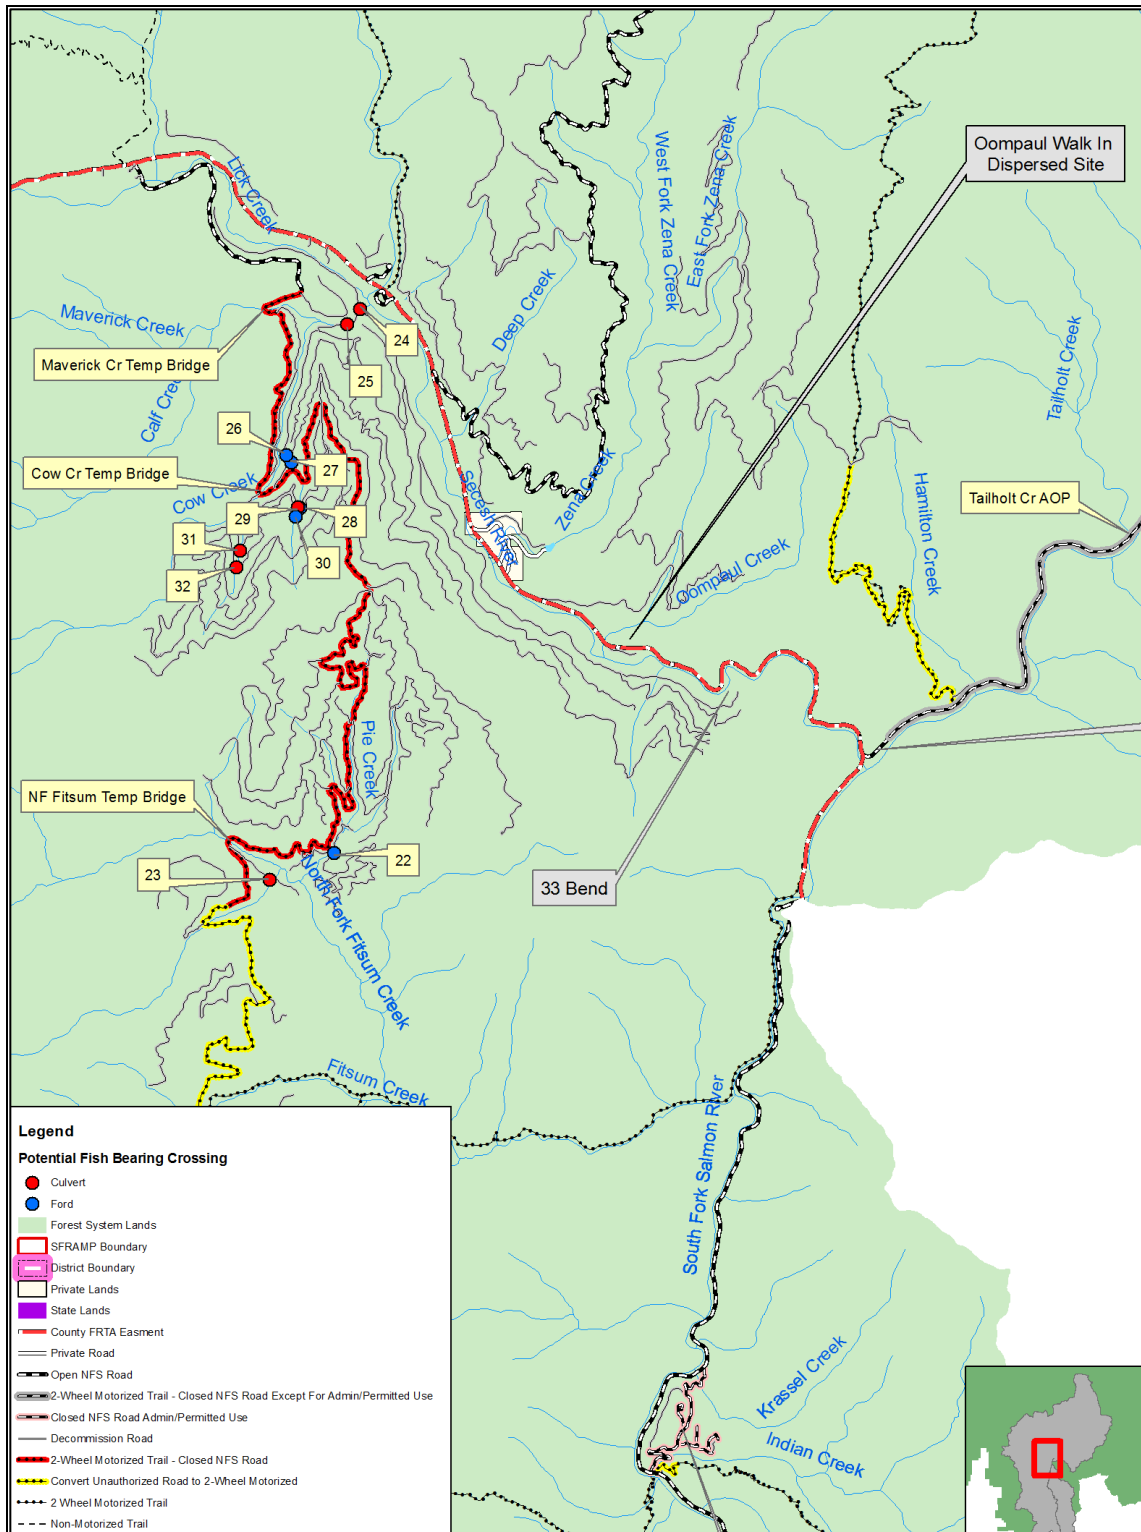 Lick Creek
West Fork Zena Creek
East Fork Zena Creek
Oompaul Walk In
Dispersed Site
Deep Creek
Maverick Creek
24
Maverick Cr Temp Bridge
25
Tailholt Creek
26
27
Cow Cr Temp Bridge
Cow Creek
Secesh River
Zena Creek
Hamilton Creek
Tailholt Cr AOP
29
28
31
30
32
Oompaul Creek
Pie Creek
NF Fitsum Temp Bridge
22
23
33 Bend
North Fork Fitsum Creek
Fitsum Creek
South Fork Salmon River
Krassel Creek
Indian Creek
Legend
Potential Fish Bearing Crossing
Culvert
Ford
Forest System Lands
SFRAMP Boundary
District Boundary
Private Lands
State Lands
County FRTA Easment
Private Road
Open NFS Road
2-Wheel Motorized Trail - Closed NFS Road Except For Admin/Permitted Use
Closed NFS Road Admin/Permitted Use
Decommission Road
2-Wheel Motorized Trail - Closed NFS Road
Convert Unauthorized Road to 2-Wheel Motorized
2 Wheel Motorized Trail
Non-Motorized Trail